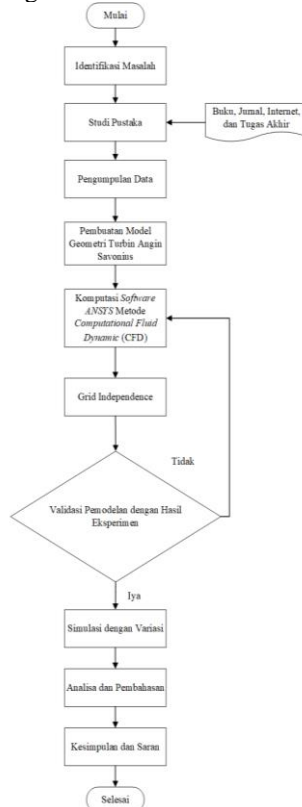 Mulai
Identifikasi Masalah
Studi Pustaka
Buku, Jurnal, Internet,
dan Tugas Akhir
Pengumpulan Data
Pembuatan Model
Geometri Turbin Angin
Savonius
Komputasi Software
ANSYS Metode
Computational Fluid
Dynamic (CFD)
Grid Independence
Tidak
Validasi Pemodelan dengan Hasil
Eksperimen
Iya
Simulasi dengan Variasi
Analisa dan Pembahasan
Kesimpulan dan Saran
Selesai